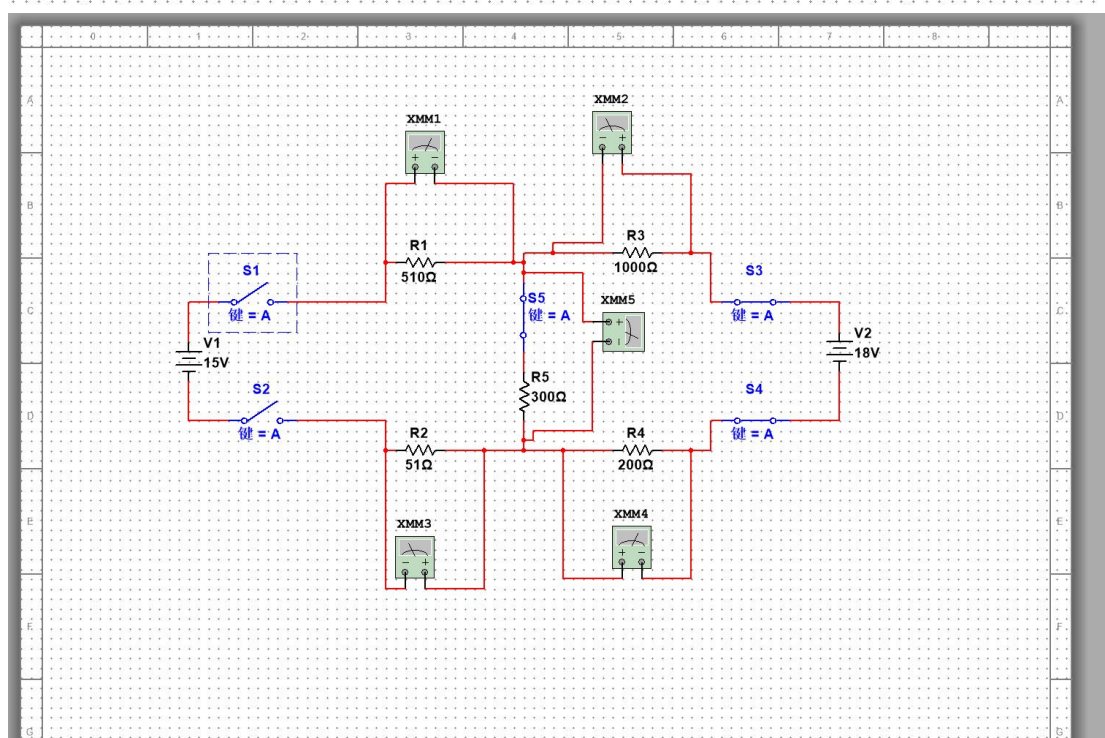 0 1 2 3 4 5 6 7 8
A A
XMM2
XMM1
- +
+ -
B B
R3
R1
1000Ω
510Ω
S1
S3
XMM5
C C
S5
键 = A
键 = A
键 = A
+
-
V1
15V
V2
18V
R5
300Ω
S2
S4
D D
键 = A
键 = A
R2
R4
51Ω
200Ω
XMM4
XMM3
E E
+ -
- +
F F
G G